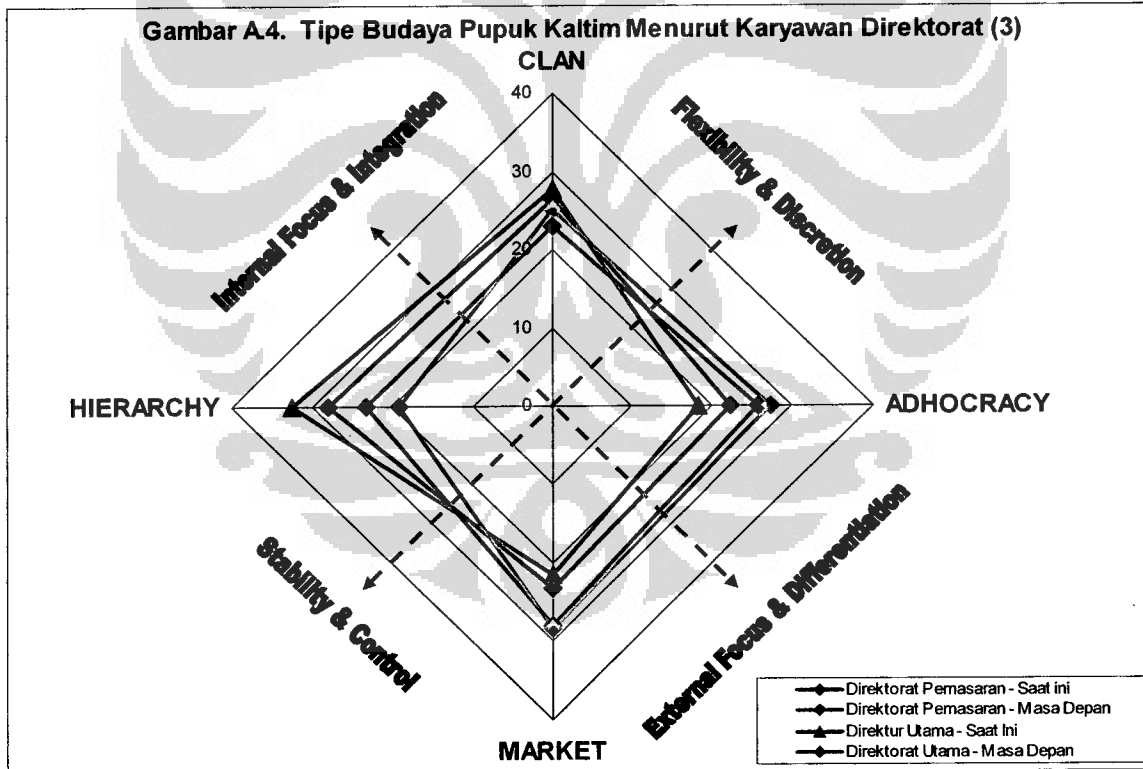 Gambar A.4. Tipe Budaya Pupuk Kaltim Menurut Karyawan Direktorat (3)
CLAN
40
Internal Focus & Integration
Flexibility & Discretion
30
20
10
HIERARCHY
0
ADHOCRACY
Stability & Control
External Focus & Differentiation
MARKET
Direktorat Pemasaran - Saat ini
Direktorat Pemasaran - Masa Depan
Direktur Utama - Saat Ini
Direktorat Utama - Masa Depan